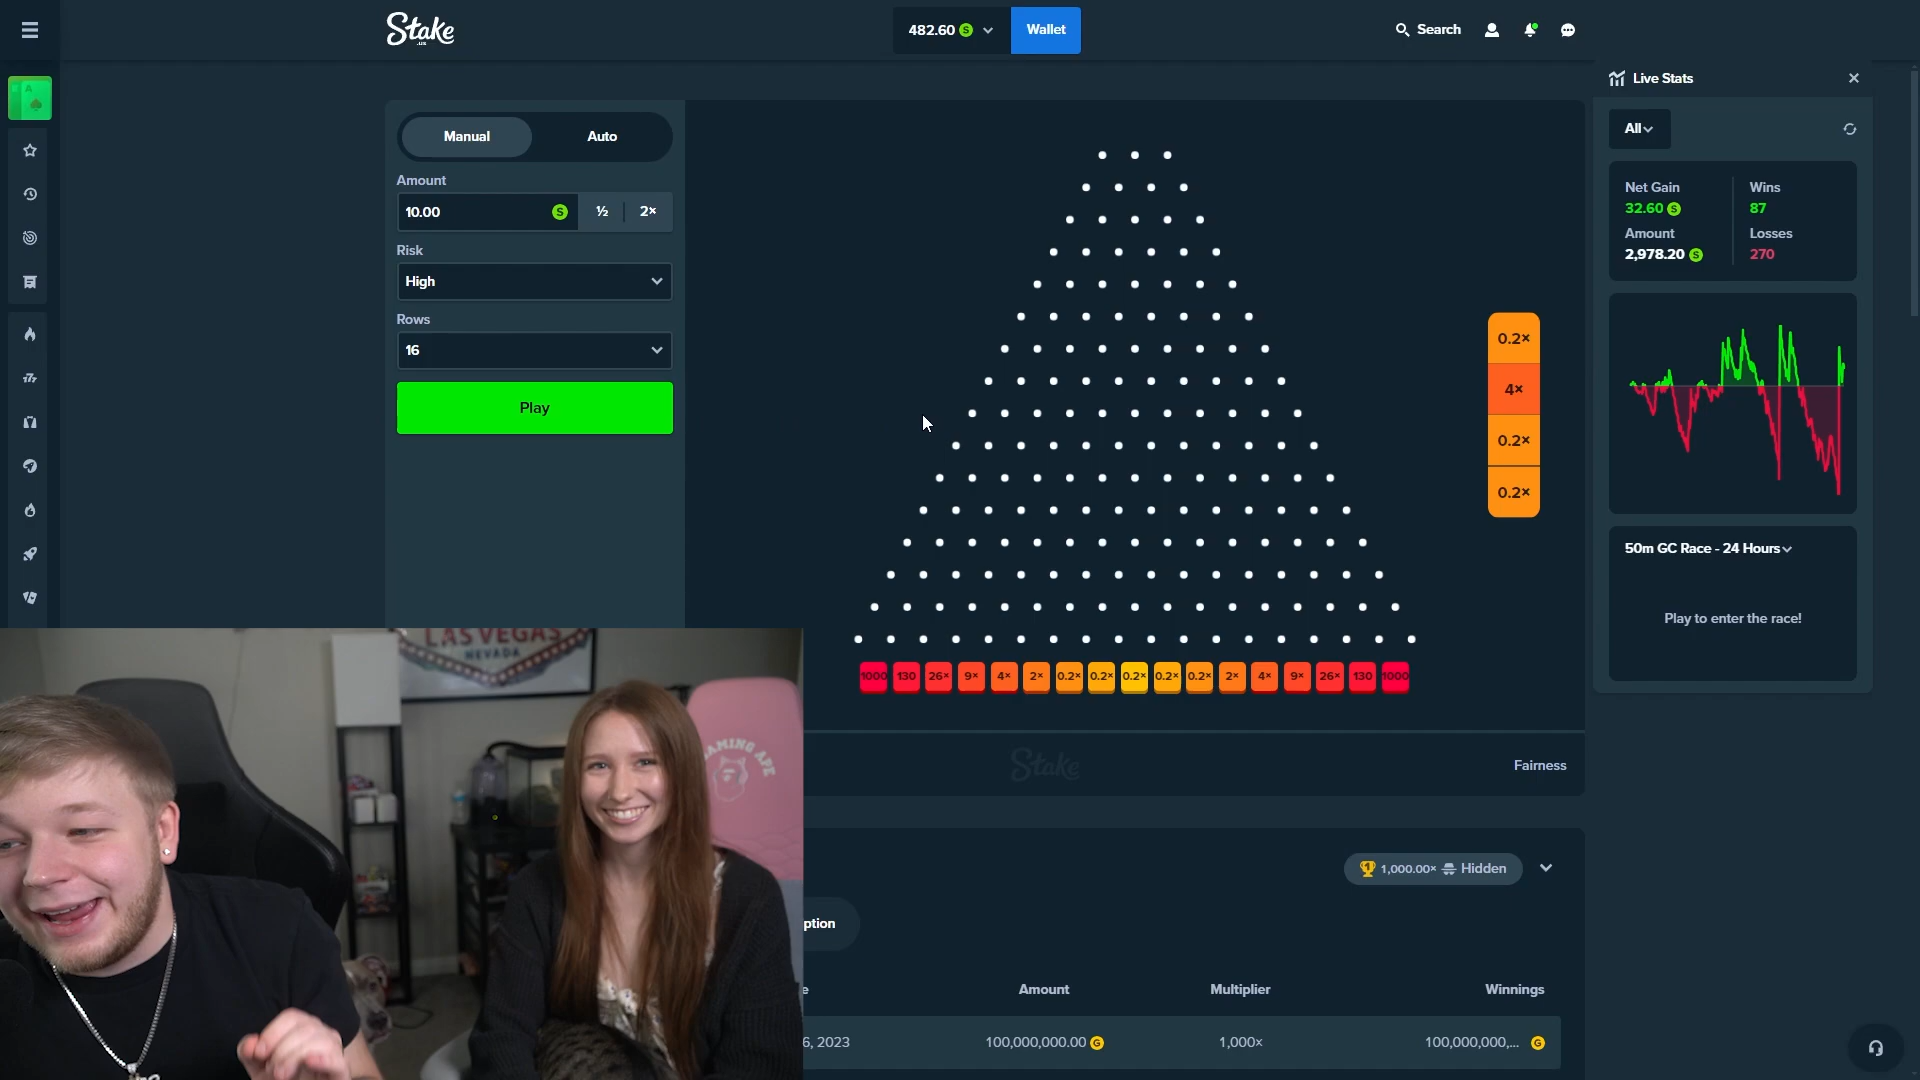 Stake
.us
482.60
Wallet
Search
Live Stats
All
Net Gain
32.60
Wins
87
Amount
2,978.20
Losses
270
50m GC Race - 24 Hours
Play to enter the race!
Manual
Auto
Amount
10.00
½
2×
Risk
High
Rows
16
Play
0.2×
4×
0.2×
0.2×
1000 130 26× 9× 4× 2× 0.2× 0.2× 0.2× 0.2× 0.2× 2× 4× 9× 26× 130 1000
Stake
Fairness
1,000.00× Hidden
ption
e
Amount
Multiplier
Winnings
6, 2023
100,000,000.00
1,000×
100,000,000,...
LAS VEGAS
NEVADA
GAMING APE